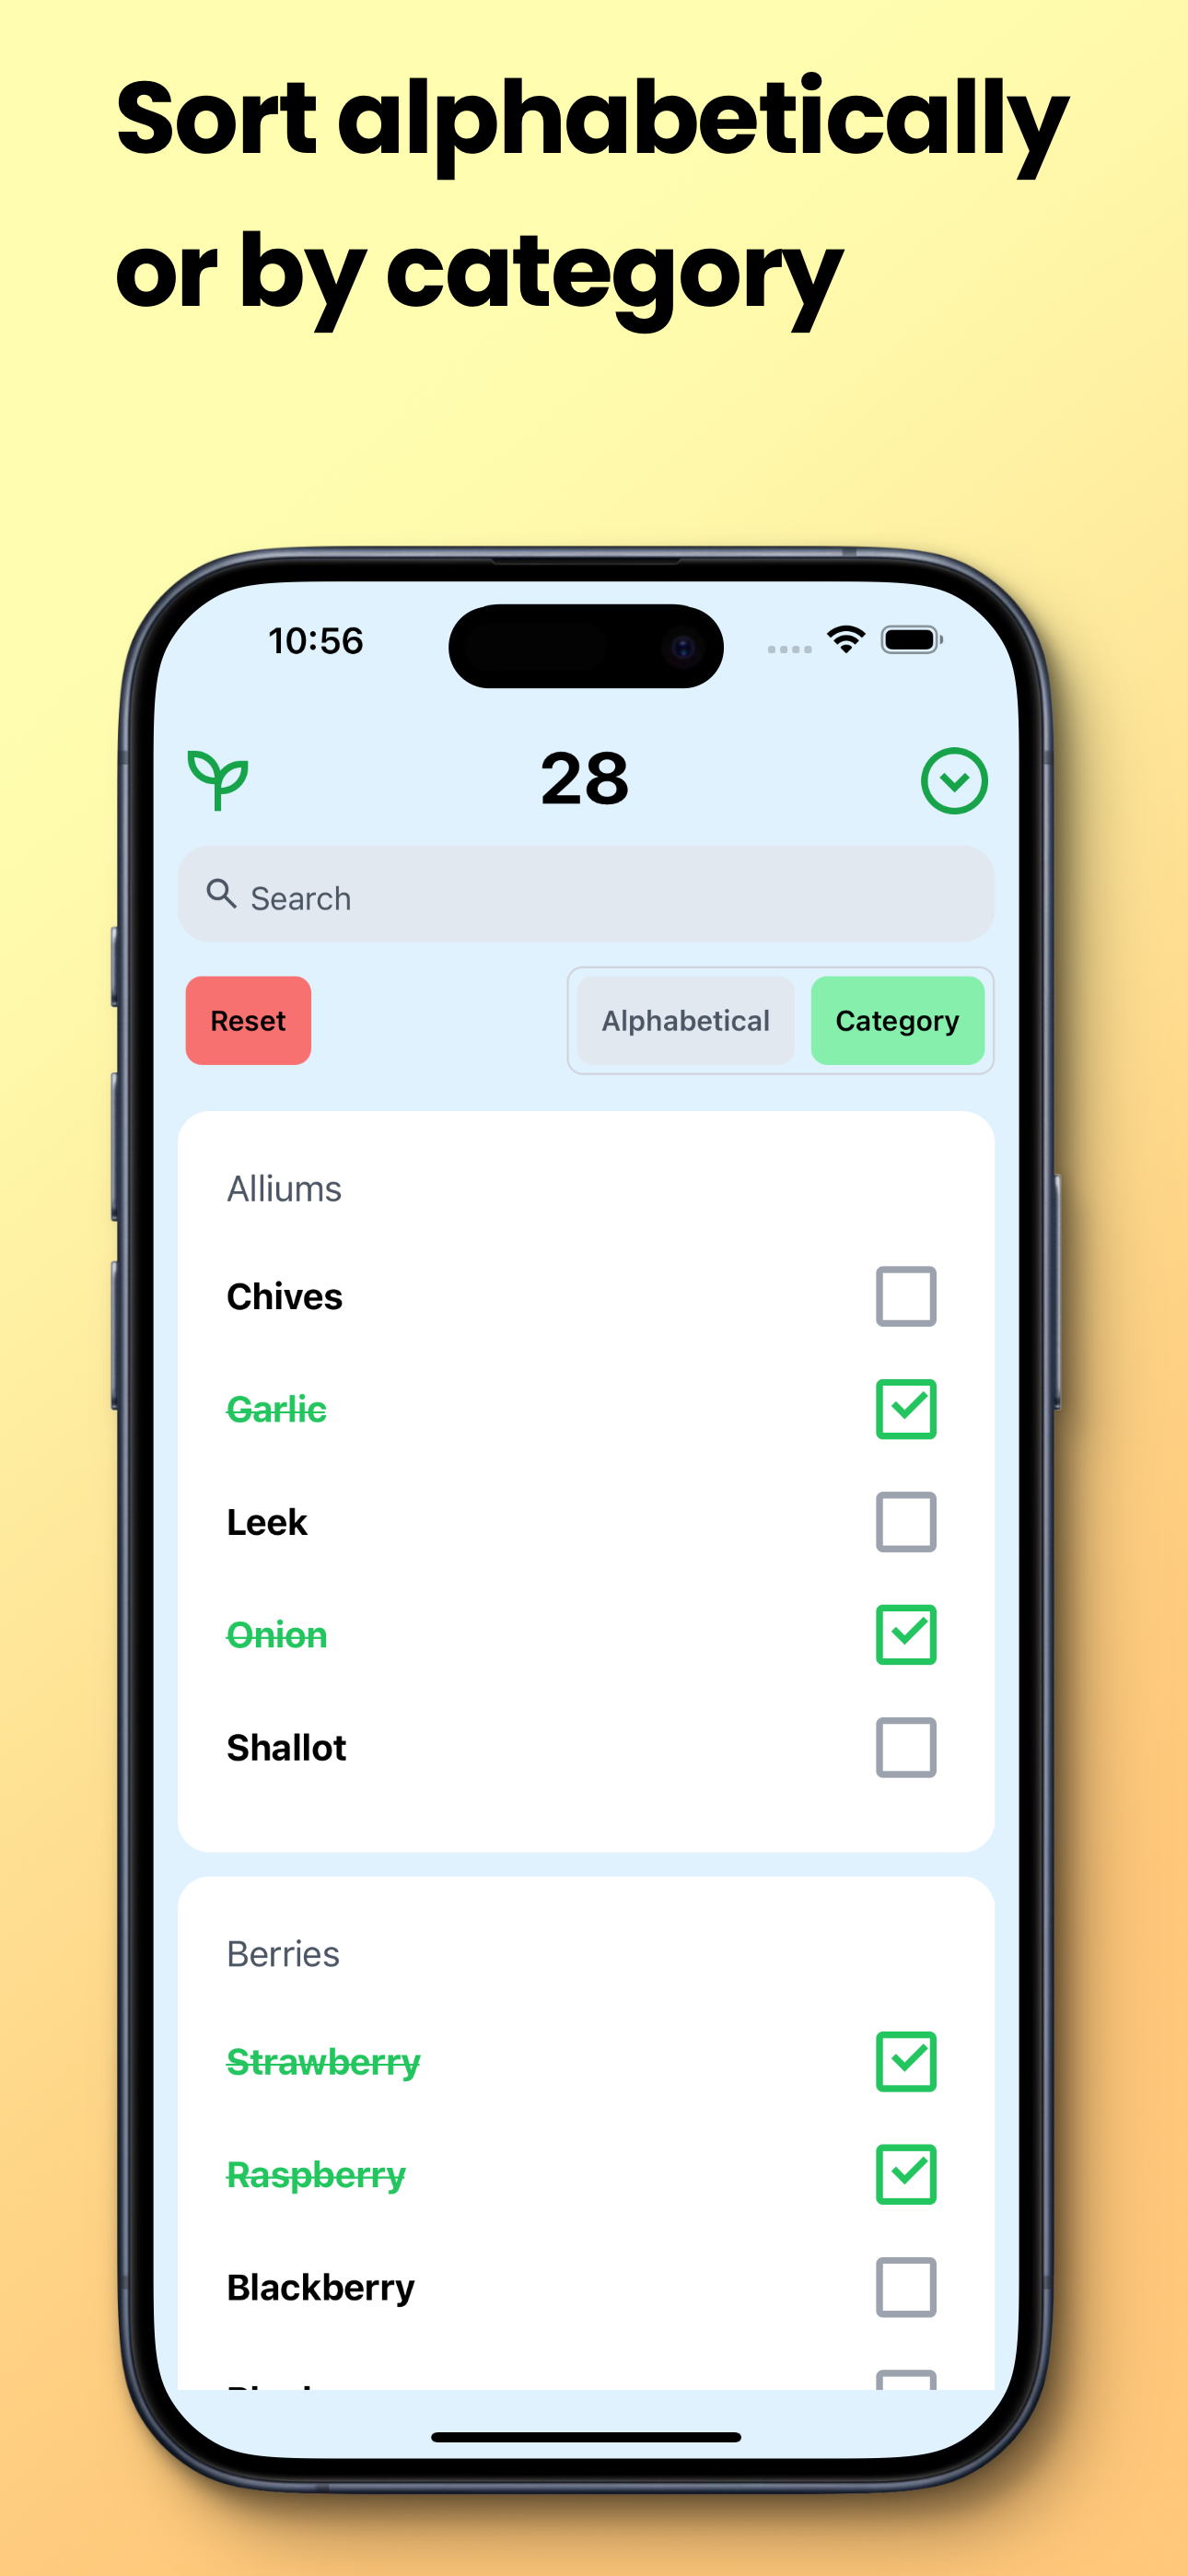 Sort alphabetically
or by category
10:56
28
Search
Reset
Alphabetical
Category
Alliums
Chives
Garlic
Leek
Onion
Shallot
Berries
Strawberry
Raspberry
Blackberry